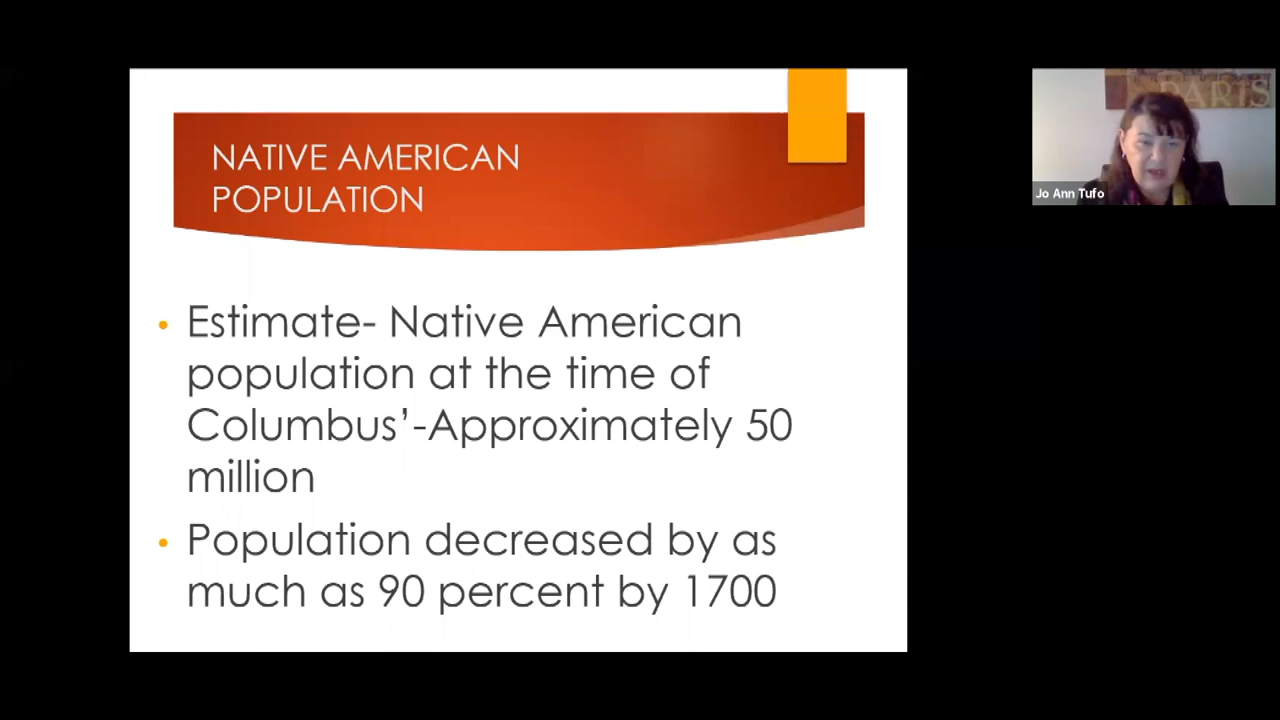 NATIVE AMERICAN
POPULATION
• Estimate- Native American
population at the time of
Columbus’-Approximately 50
million
• Population decreased by as
much as 90 percent by 1700
PARIS
Jo Ann Tufo